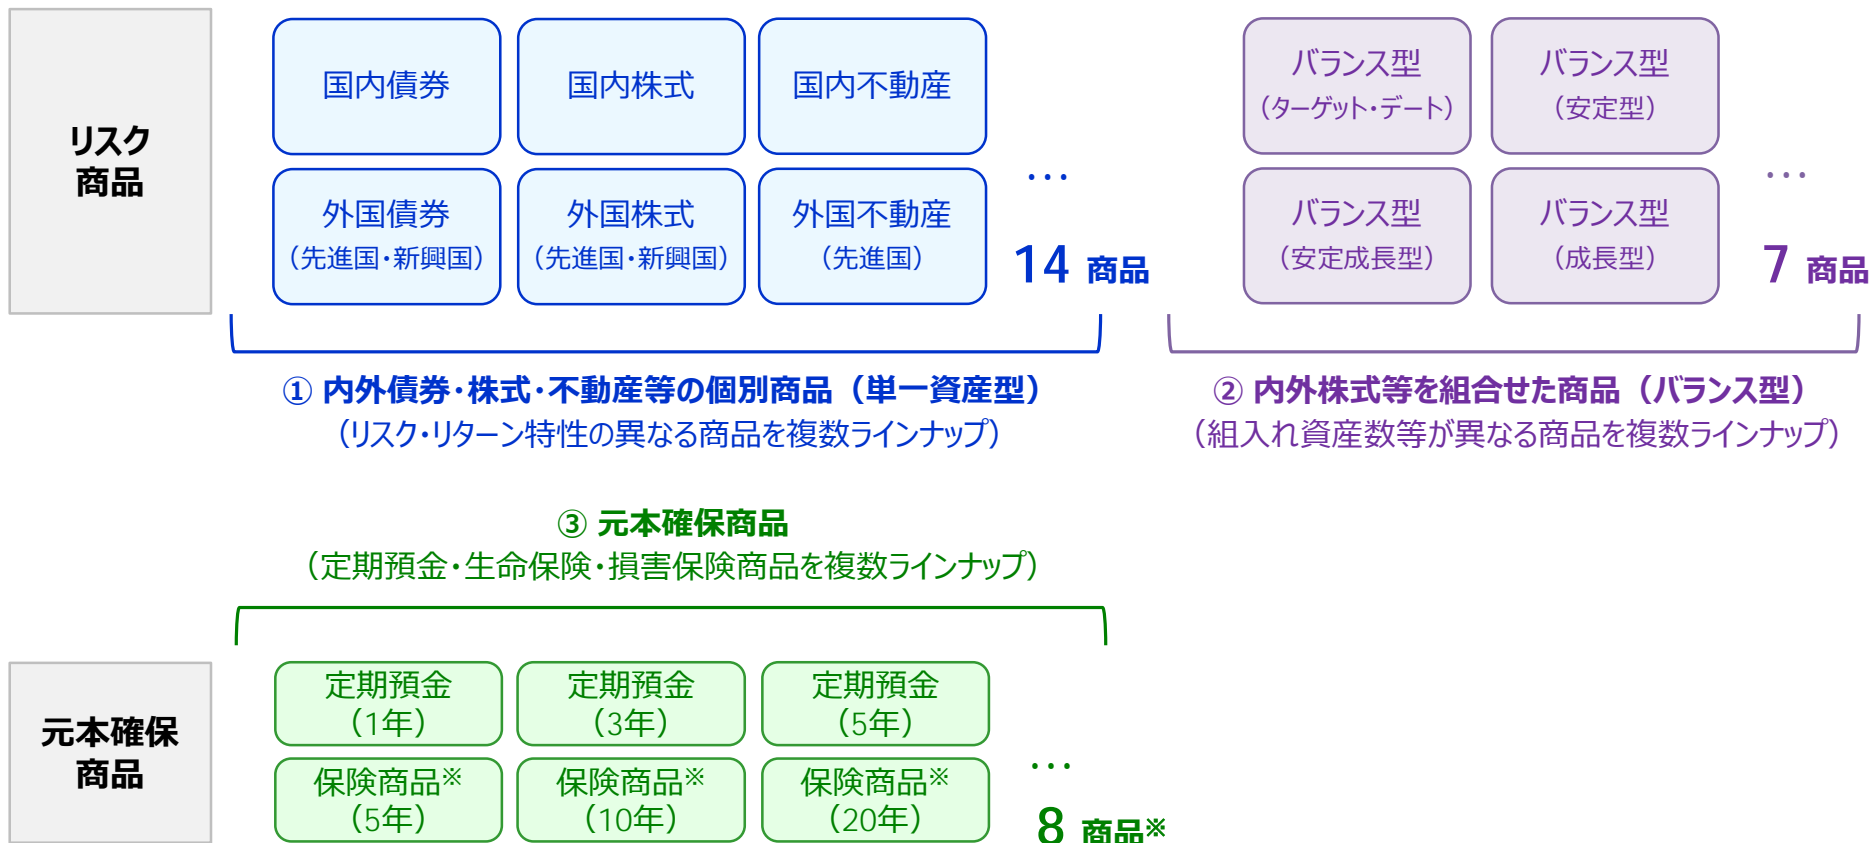 リスク
商品
国内債券
国内株式
国内不動産
外国債券
（先進国・新興国）
外国株式
（先進国・新興国）
外国不動産
（先進国）
…
14 商品
バランス型
（ターゲット・デート）
バランス型
（安定型）
バランス型
（安定成長型）
バランス型
（成長型）
…
7 商品
① 内外債券・株式・不動産等の個別商品（単一資産型）
（リスク・リターン特性の異なる商品を複数ラインナップ）
② 内外株式等を組合せた商品（バランス型）
（組入れ資産数等が異なる商品を複数ラインナップ）
③ 元本確保商品
（定期預金・生命保険・損害保険商品を複数ラインナップ）
元本確保
商品
定期預金
（1年）
定期預金
（3年）
定期預金
（5年）
保険商品※
（5年）
保険商品※
（10年）
保険商品※
（20年）
…
8 商品※